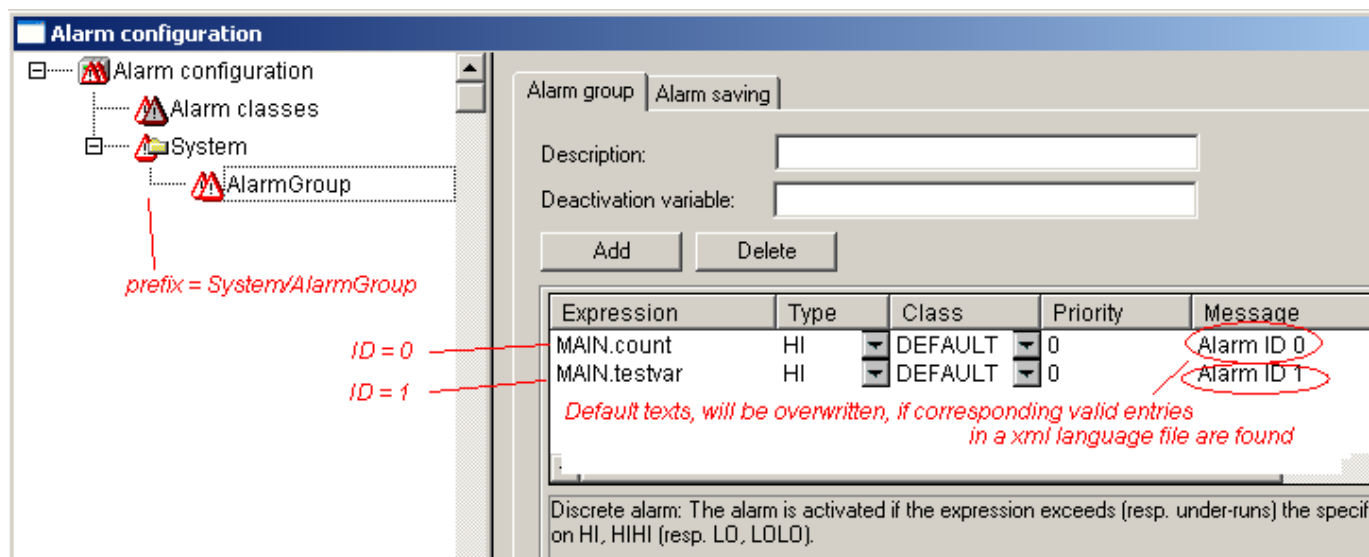 Alarm configuration
Alarm configuration
Alarm classes
System
AlarmGroup
prefix = System/AlarmGroup
Alarm group Alarm saving
Description:
Deactivation variable:
Add Delete
Expression Type Class Priority Message
ID = 0 MAIN.count HI DEFAULT 0 Alarm ID 0
ID = 1 MAIN.testvar HI DEFAULT 0 Alarm ID 1
Default texts, will be overwritten, if corresponding valid entries
in a xml language file are found
Discrete alarm: The alarm is activated if the expression exceeds (resp. under-runs) the specif
on HI, HIHI (resp. LO, LOLO).